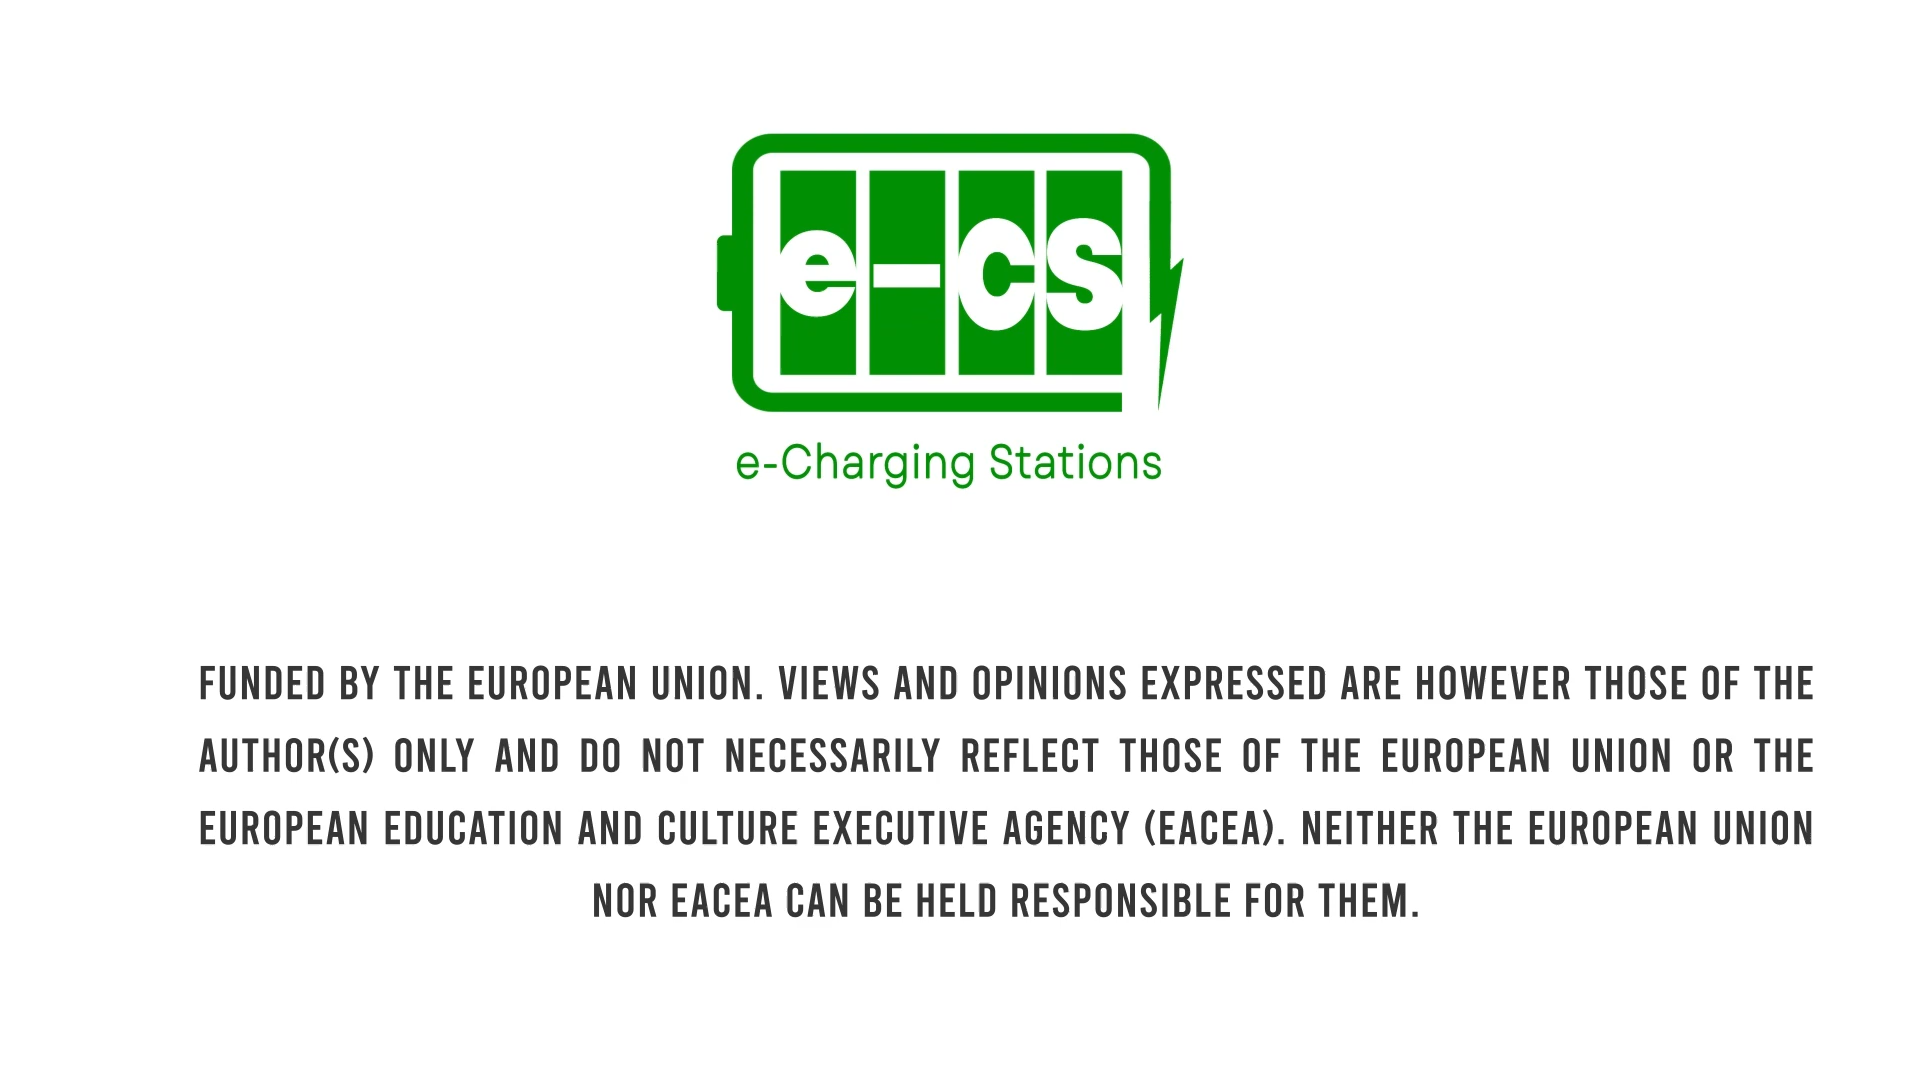 e-cs
e-Charging Stations
FUNDED BY THE EUROPEAN UNION. VIEWS AND OPINIONS EXPRESSED ARE HOWEVER THOSE OF THE
AUTHOR(S) ONLY AND DO NOT NECESSARILY REFLECT THOSE OF THE EUROPEAN UNION OR THE
EUROPEAN EDUCATION AND CULTURE EXECUTIVE AGENCY (EACEA). NEITHER THE EUROPEAN UNION
NOR EACEA CAN BE HELD RESPONSIBLE FOR THEM.